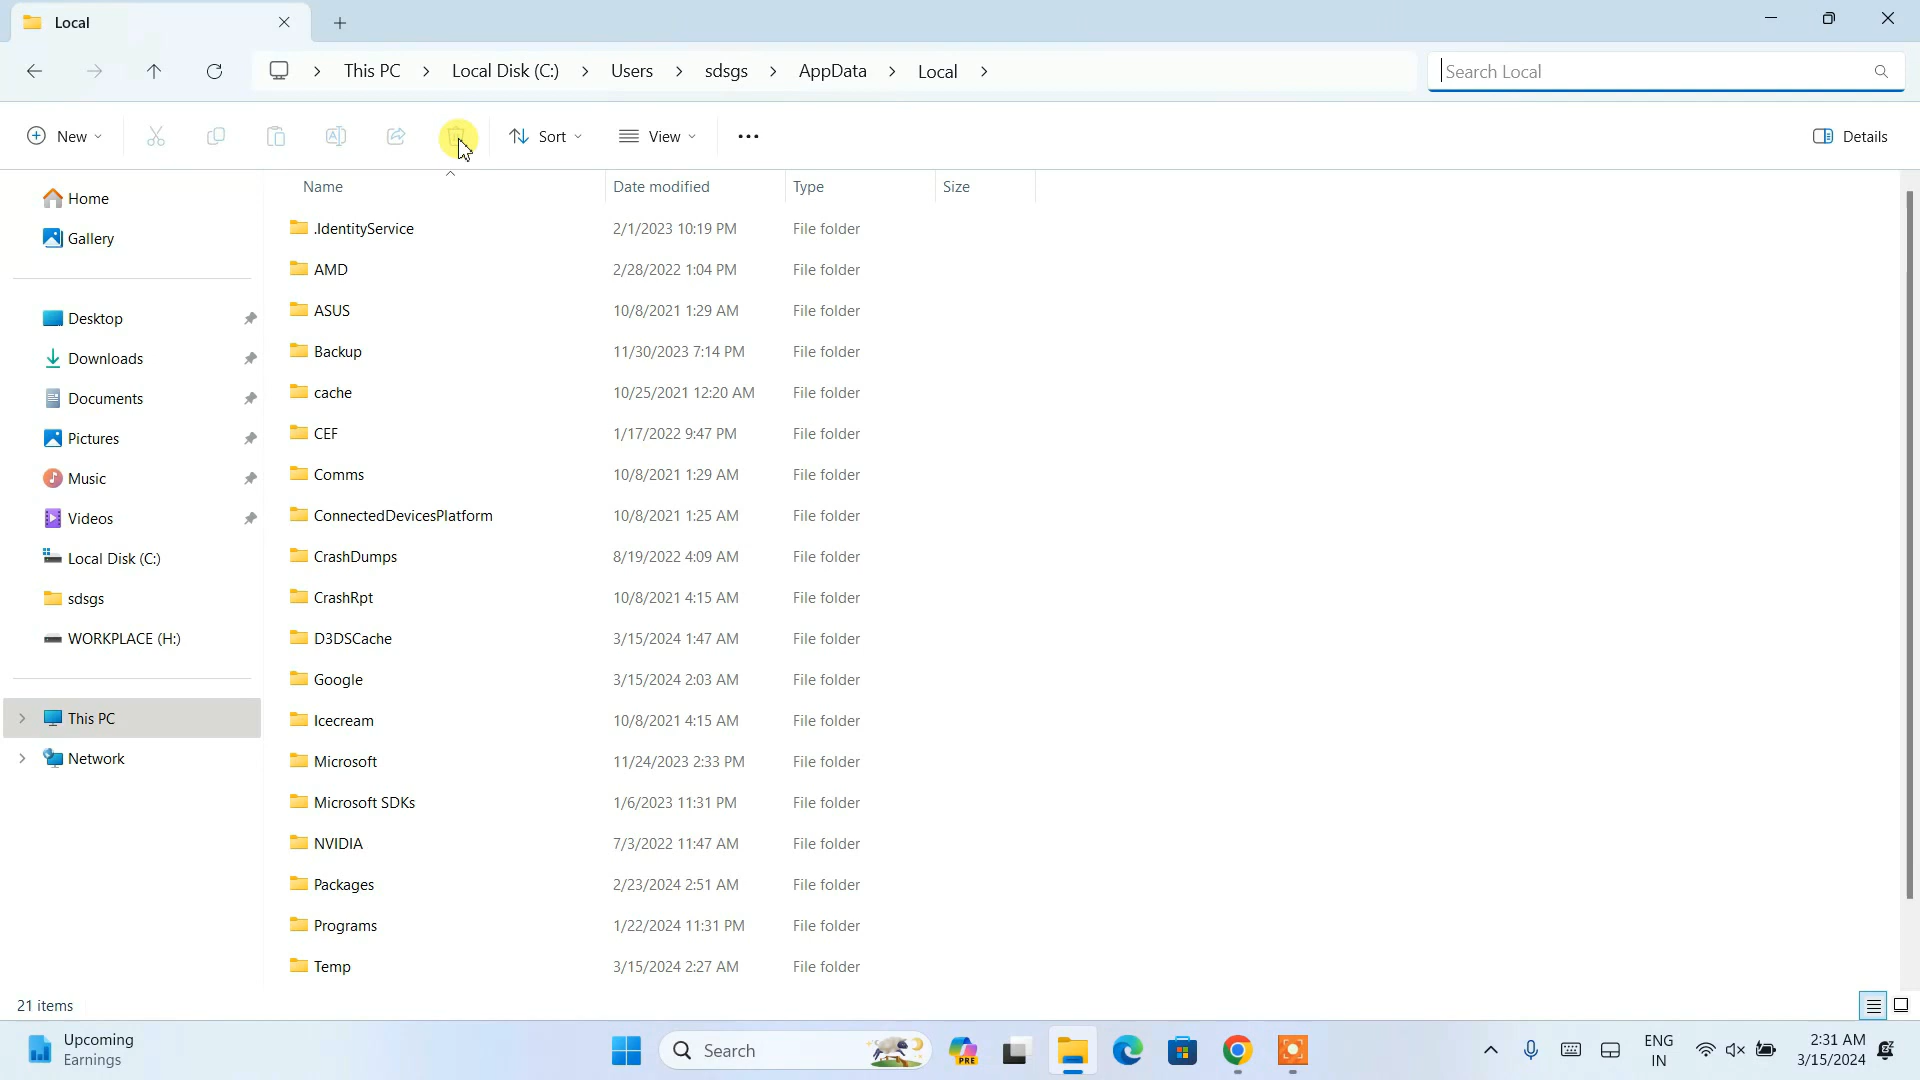 Local
This PC > Local Disk (C:) > Users > sdsgs > AppData > Local >
Search Local
New
Sort
View
Details
Name Date modified Type Size
Home
Gallery
Desktop
Downloads
Documents
Pictures
Music
Videos
Local Disk (C:)
sdsgs
WORKPLACE (H:)
This PC
Network
.IdentityService 2/1/2023 10:19 PM File folder
AMD 2/28/2022 1:04 PM File folder
ASUS 10/8/2021 1:29 AM File folder
Backup 11/30/2023 7:14 PM File folder
cache 10/25/2021 12:20 AM File folder
CEF 1/17/2022 9:47 PM File folder
Comms 10/8/2021 1:29 AM File folder
ConnectedDevicesPlatform 10/8/2021 1:25 AM File folder
CrashDumps 8/19/2022 4:09 AM File folder
CrashRpt 10/8/2021 4:15 AM File folder
D3DSCache 3/15/2024 1:47 AM File folder
Google 3/15/2024 2:03 AM File folder
Icecream 10/8/2021 4:15 AM File folder
Microsoft 11/24/2023 2:33 PM File folder
Microsoft SDKs 1/6/2023 11:31 PM File folder
NVIDIA 7/3/2022 11:47 AM File folder
Packages 2/23/2024 2:51 AM File folder
Programs 1/22/2024 11:31 PM File folder
Temp 3/15/2024 2:27 AM File folder
21 items
Upcoming
Earnings
Search
PRE
ENG
IN
2:31 AM
3/15/2024